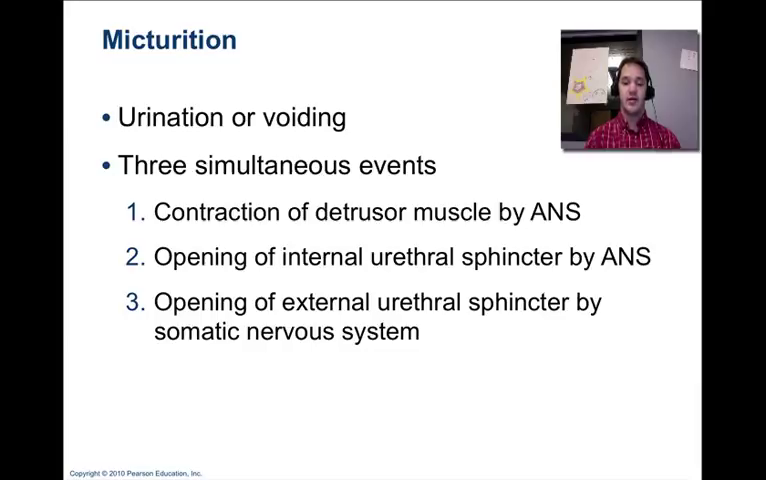 Micturition
• Urination or voiding
• Three simultaneous events
1. Contraction of detrusor muscle by ANS
2. Opening of internal urethral sphincter by ANS
3. Opening of external urethral sphincter by
somatic nervous system
Copyright © 2010 Pearson Education, Inc.